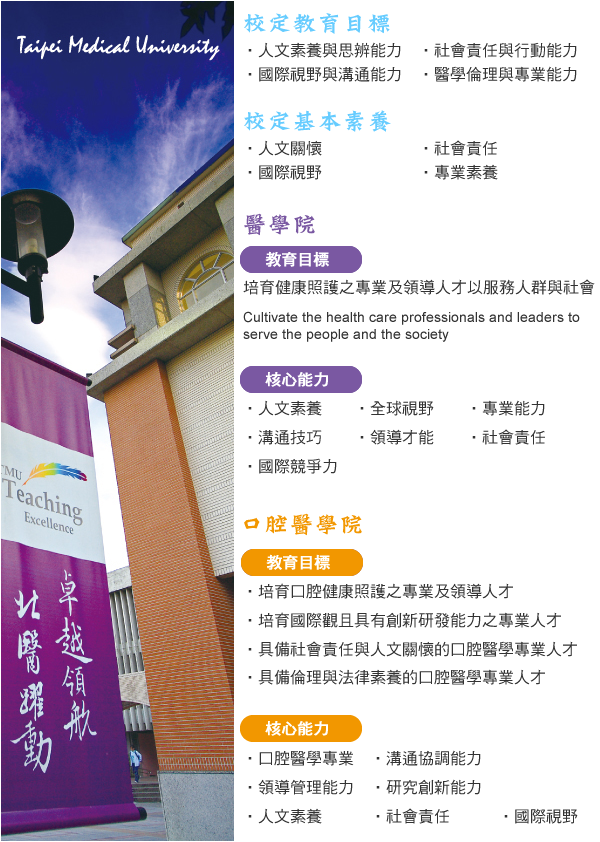 Taipei Medical University
TMU
Teaching
Excellence
卓越領航
北醫躍動
校定教育目標
・人文素養與思辨能力 ・社會責任與行動能力
・國際視野與溝通能力 ・醫學倫理與專業能力
校定基本素養
・人文關懷 ・社會責任
・國際視野 ・專業素養
醫學院
教育目標
培育健康照護之專業及領導人才以服務人群與社會
Cultivate the health care professionals and leaders to
serve the people and the society
核心能力
・人文素養 ・全球視野 ・專業能力
・溝通技巧 ・領導才能 ・社會責任
・國際競爭力
口腔醫學院
教育目標
・培育口腔健康照護之專業及領導人才
・培育國際觀且具有創新研發能力之專業人才
・具備社會責任與人文關懷的口腔醫學專業人才
・具備倫理與法律素養的口腔醫學專業人才
核心能力
・口腔醫學專業 ・溝通協調能力
・領導管理能力 ・研究創新能力
・人文素養 ・社會責任 ・國際視野